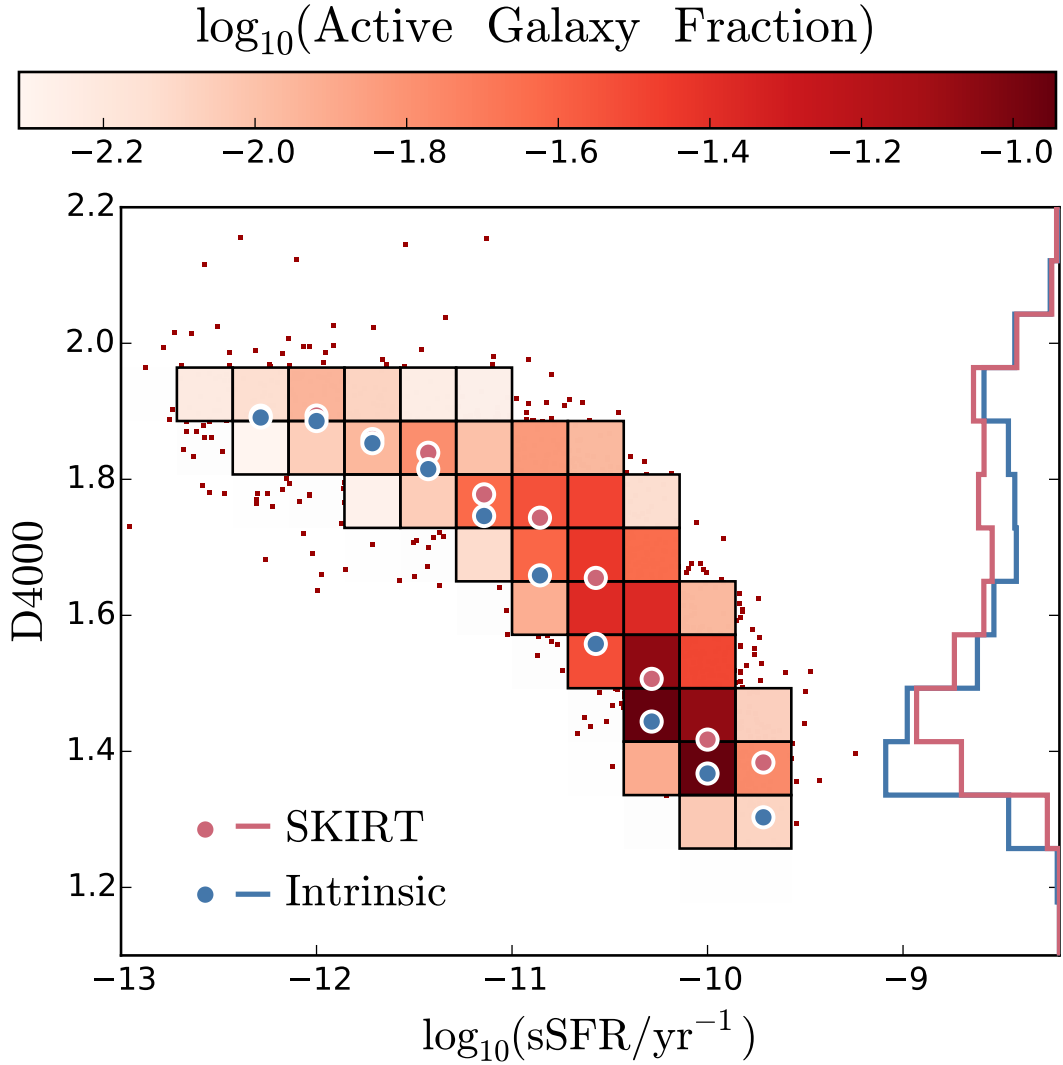 log₁₀(Active Galaxy Fraction)
−2.2 −2.0 −1.8 −1.6 −1.4 −1.2 −1.0
2.2
2.0
1.8
1.6
1.4
1.2
D4000
SKIRT
Intrinsic
−13 −12 −11 −10 −9
log₁₀(sSFR/yr⁻¹)